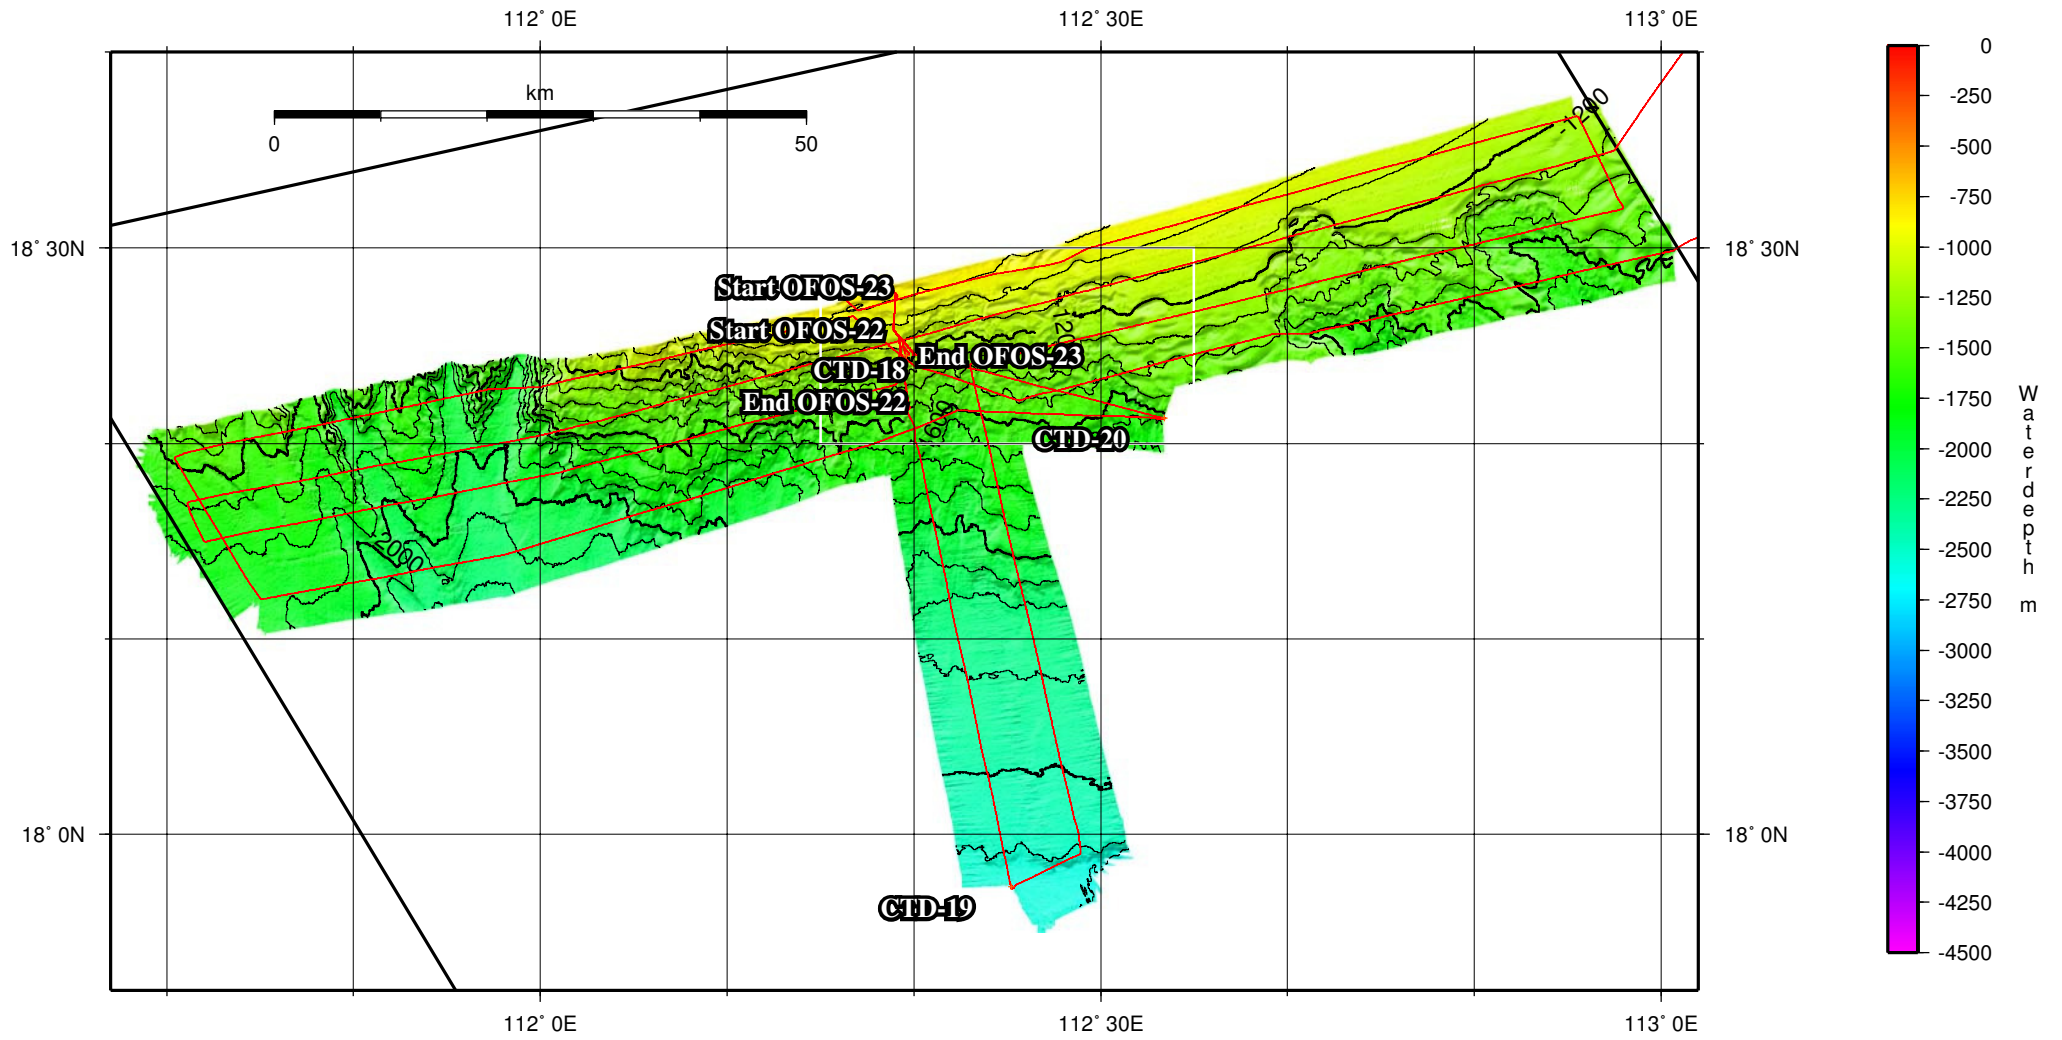 112° 0E 112° 30E 113° 0E
km
0 50
18° 30N 18° 30N
18° 0N 18° 0N
-1200
Start OFOS-23
Start OFOS-22
End OFOS-23
CTD-18
End OFOS-22
CTD-20
-2000
CTD-19
112° 0E 112° 30E 113° 0E
0
-250
-500
-750
-1000
-1250
-1500
-1750
-2000
-2250
-2500
-2750
-3000
-3250
-3500
-3750
-4000
-4250
-4500
Waterdepth m